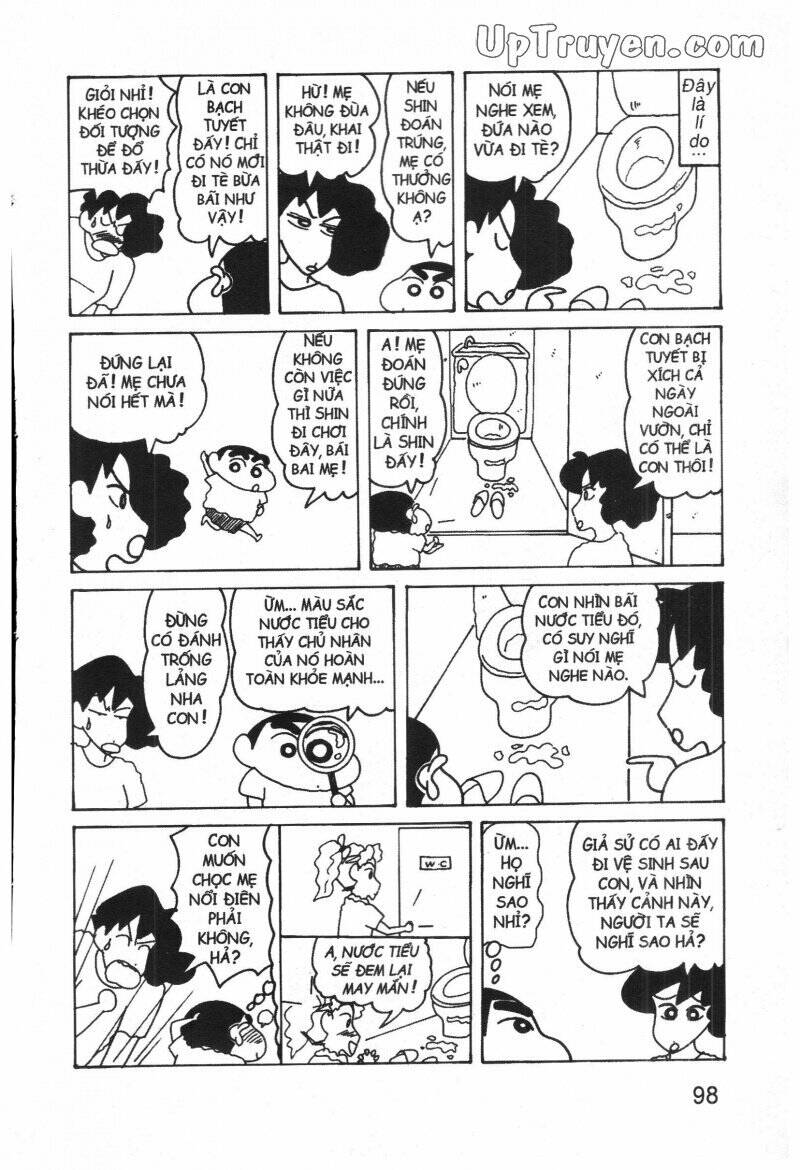 UpTruyen.com
Đây
là
lí
do
...
NÓI MẸ
NGHE XEM,
ĐỨA NÀO
VỪA ĐI TÈ?
NẾU
SHIN
ĐOÁN
TRÚNG,
MẸ CÓ
THƯỞNG
KHÔNG
Ạ?
HỪ! MẸ
KHÔNG ĐÙA
ĐÂU, KHAI
THẬT ĐI!
LÀ CON
BẠCH
TUYẾT
ĐẤY! CHỈ
CÓ NÓ MỚI
ĐI TÈ BỪA
BÃI NHƯ
VẬY!
GIỎI NHỈ!
KHÉO CHỌN
ĐỐI TƯỢNG
ĐỂ ĐỔ
THỪA ĐẤY!
CON BẠCH
TUYẾT BỊ
XÍCH CẢ
NGÀY
NGOÀI
VƯỜN, CHỈ
CÓ THỂ LÀ
CON THÔI!
A! MẸ
ĐOÁN
ĐÚNG
RỒI,
CHÍNH
LÀ SHIN
ĐẤY!
NẾU
KHÔNG
CÒN VIỆC
GÌ NỮA
THÌ SHIN
ĐI CHƠI
ĐÂY, BÁI
BAI MẸ!
ĐỨNG LẠI
ĐÃ! MẸ CHƯA
NÓI HẾT MÀ!
CON NHÌN BÃI
NƯỚC TIỂU ĐÓ,
CÓ SUY NGHĨ
GÌ NÓI MẸ
NGHE NÀO.
ỪM... MÀU SẮC
NƯỚC TIỂU CHO
THẤY CHỦ NHÂN
CỦA NÓ HOÀN
TOÀN KHỎE MẠNH...
ĐỪNG
CÓ ĐÁNH
TRỐNG
LẢNG
NHA
CON!
GIẢ SỬ CÓ AI ĐẤY
ĐI VỆ SINH SAU
CON, VÀ NHÌN
THẤY CẢNH NÀY,
NGƯỜI TA SẼ
NGHĨ SAO HẢ?
ỪM...
HỌ
NGHĨ
SAO
NHỈ?
W·C
A, NƯỚC TIỂU
SẼ ĐEM LẠI
MAY MẮN!
CON
MUỐN
CHỌC MẸ
NỔI ĐIÊN
PHẢI
KHÔNG,
HẢ?
98